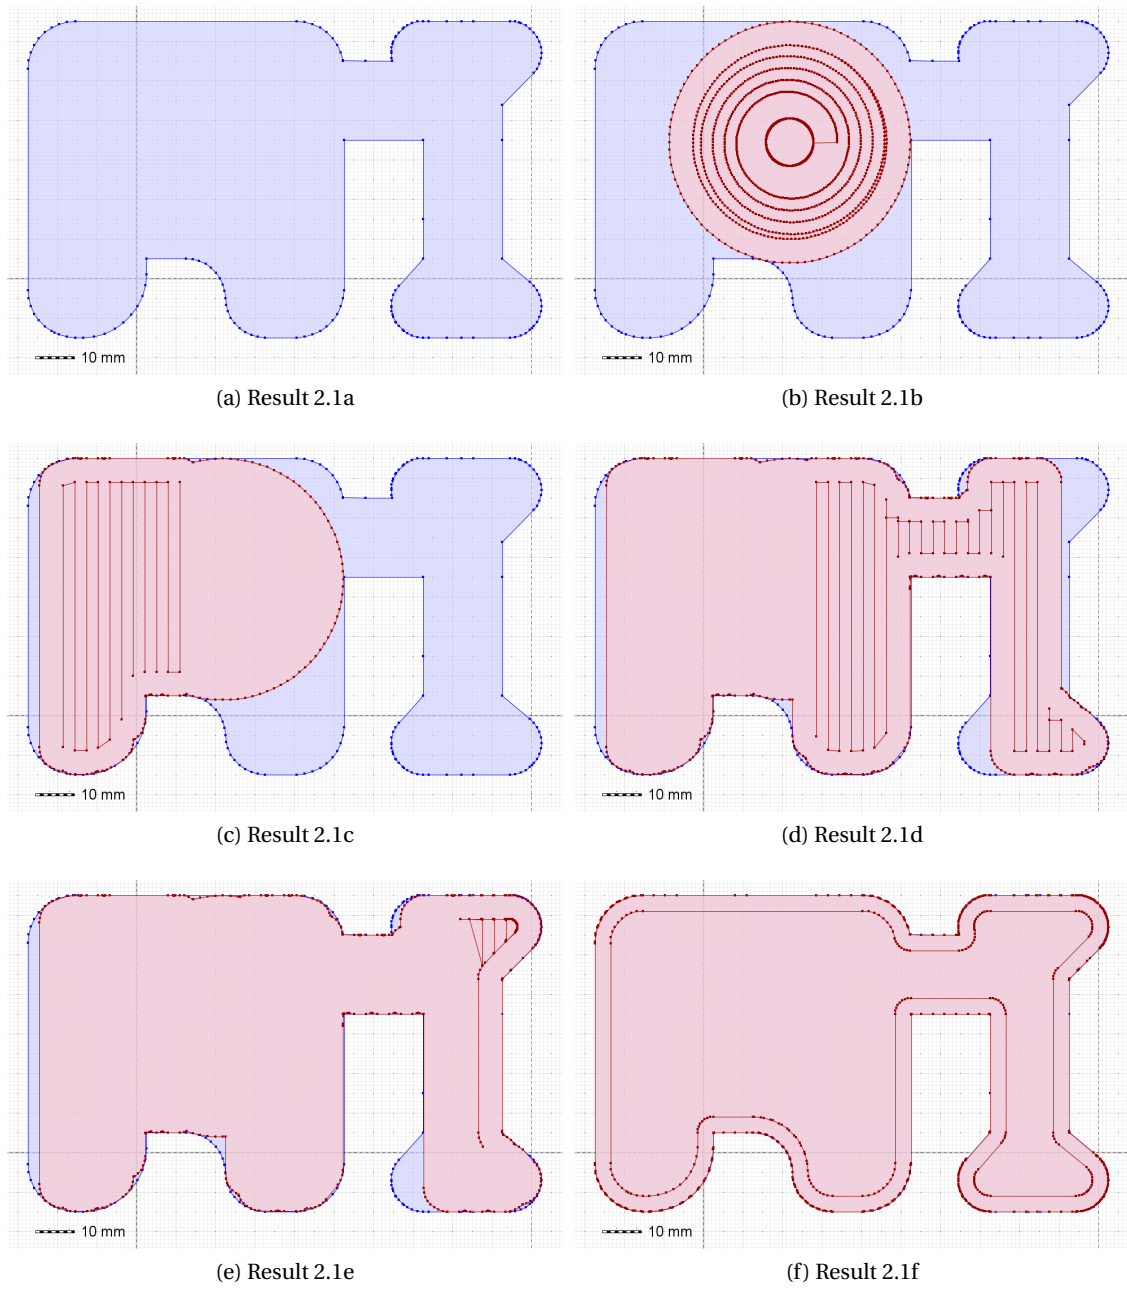 10 mm
10 mm
(a) Result 2.1a
(b) Result 2.1b
10 mm
10 mm
(c) Result 2.1c
(d) Result 2.1d
10 mm
10 mm
(e) Result 2.1e
(f) Result 2.1f